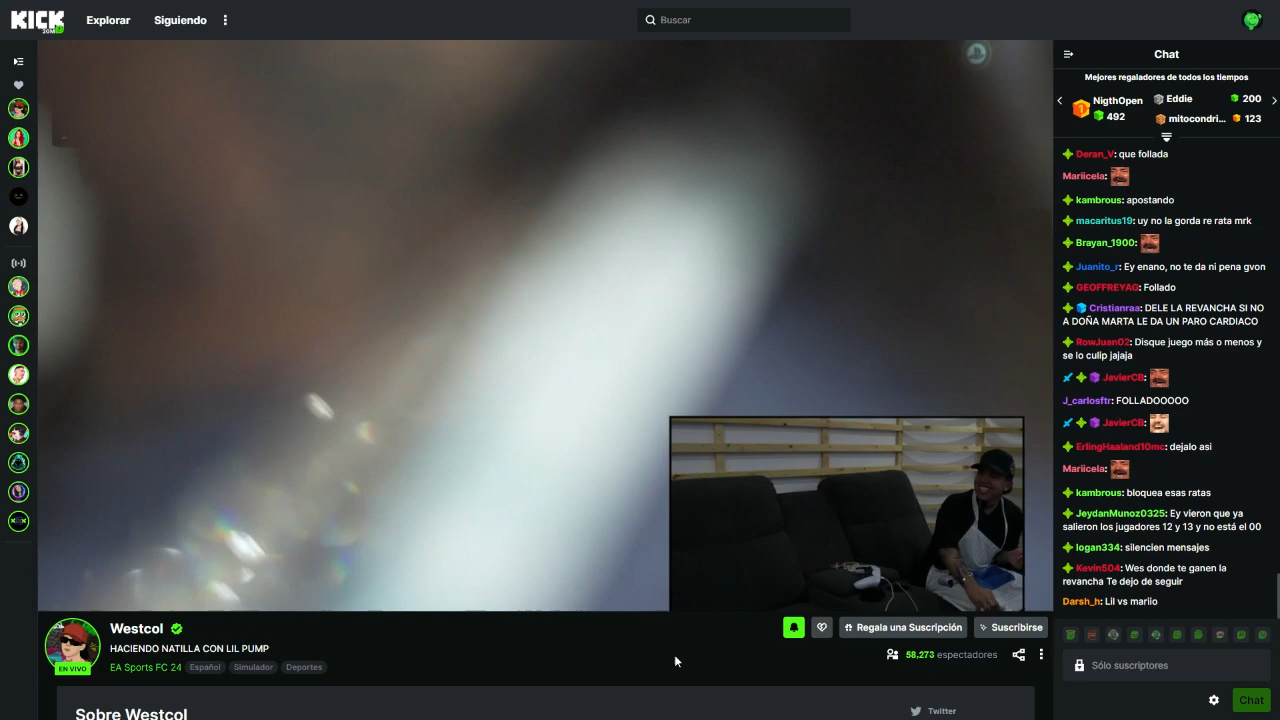 KICK
20M
Explorar
Siguiendo
Buscar
Chat
Mejores regaladores de todos los tiempos
1 NigthOpen
492
Eddie 200
mitocondri... 123
Deran_V: que follada
Mariicela:
kambrous: apostando
macaritus19: uy no la gorda re rata mrk
Brayan_1900:
Juanito_r: Ey enano, no te da ni pena gvon
GEOFFREYAG: Follado
Cristianraa: DELE LA REVANCHA SI NO
A DOÑA MARTA LE DA UN PARO CARDIACO
RowJuan02: Disque juego más o menos y
se lo culip jajaja
JavierCB:
J_carlosftr: FOLLADOOOOO
JavierCB:
ErlingHaaland10mc: dejalo asi
Mariicela:
kambrous: bloquea esas ratas
JeydanMunoz0325: Ey vieron que ya
salieron los jugadores 12 y 13 y no está el 00
logan334: silencien mensajes
Kevin504: Wes donde te ganen la
revancha Te dejo de seguir
Darsh_h: Lil vs mariio
Sólo suscriptores
Chat
EN VIVO
Westcol
HACIENDO NATILLA CON LIL PUMP
EA Sports FC 24 Español Simulador Deportes
Regala una Suscripción
Suscribirse
58,273 espectadores
Sobre Westcol
Twitter